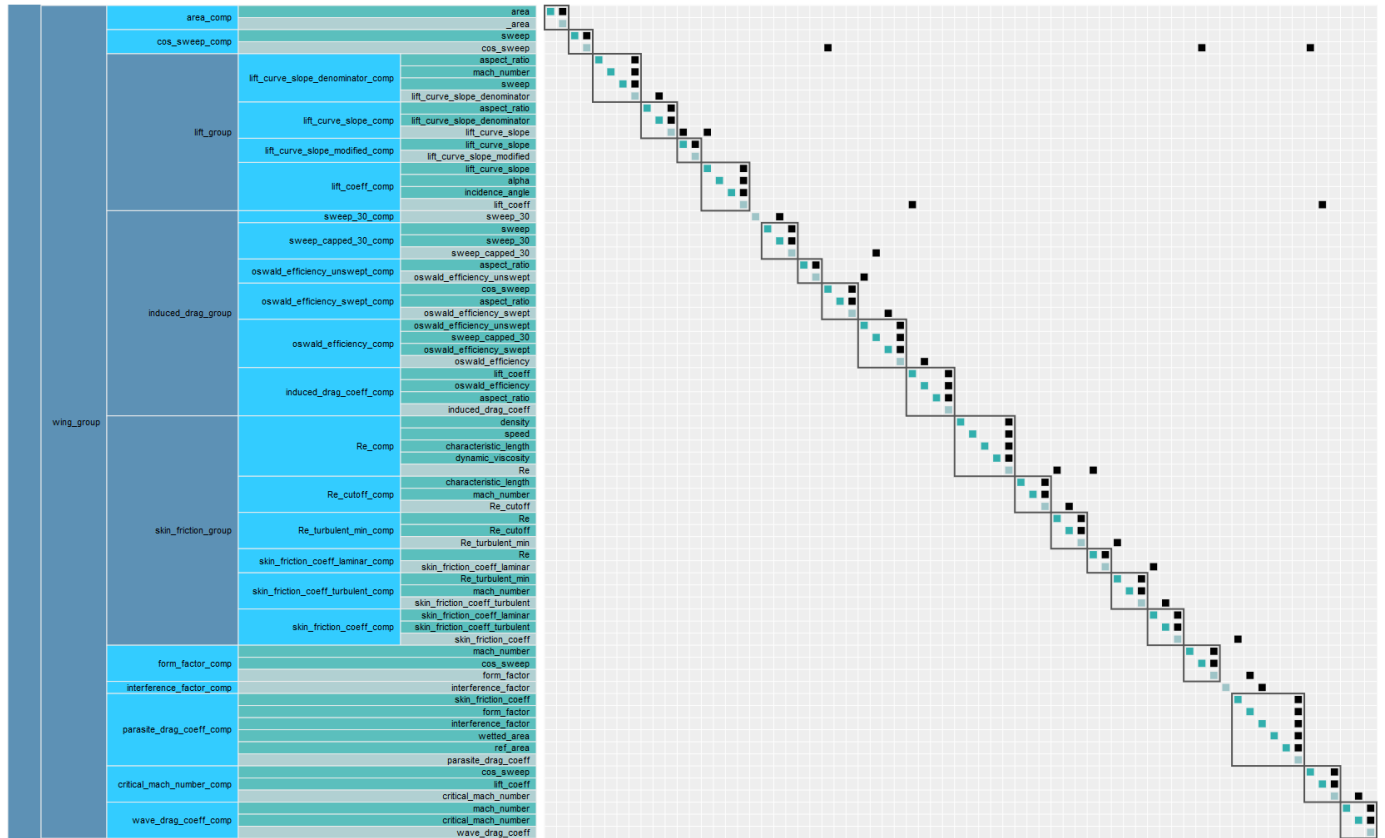 wing_group
area_comp
area
_area
cos_sweep_comp
sweep
cos_sweep
lift_group
lift_curve_slope_denominator_comp
aspect_ratio
mach_number
sweep
lift_curve_slope_denominator
lift_curve_slope_comp
aspect_ratio
lift_curve_slope_denominator
lift_curve_slope
lift_curve_slope_modified_comp
lift_curve_slope
lift_curve_slope_modified
lift_coeff_comp
lift_curve_slope
alpha
incidence_angle
lift_coeff
induced_drag_group
sweep_30_comp
sweep_30
sweep_capped_30_comp
sweep
sweep_30
sweep_capped_30
oswald_efficiency_unswept_comp
aspect_ratio
oswald_efficiency_unswept
oswald_efficiency_swept_comp
cos_sweep
aspect_ratio
oswald_efficiency_swept
oswald_efficiency_comp
oswald_efficiency_unswept
sweep_capped_30
oswald_efficiency_swept
oswald_efficiency
induced_drag_coeff_comp
lift_coeff
oswald_efficiency
aspect_ratio
induced_drag_coeff
skin_friction_group
Re_comp
density
speed
characteristic_length
dynamic_viscosity
Re
Re_cutoff_comp
characteristic_length
mach_number
Re_cutoff
Re_turbulent_min_comp
Re
Re_cutoff
Re_turbulent_min
skin_friction_coeff_laminar_comp
Re
skin_friction_coeff_laminar
skin_friction_coeff_turbulent_comp
Re_turbulent_min
mach_number
skin_friction_coeff_turbulent
skin_friction_coeff_comp
skin_friction_coeff_laminar
skin_friction_coeff_turbulent
skin_friction_coeff
form_factor_comp
mach_number
cos_sweep
form_factor
interference_factor_comp
interference_factor
parasite_drag_coeff_comp
skin_friction_coeff
form_factor
interference_factor
wetted_area
ref_area
parasite_drag_coeff
critical_mach_number_comp
cos_sweep
lift_coeff
critical_mach_number
wave_drag_coeff_comp
mach_number
critical_mach_number
wave_drag_coeff